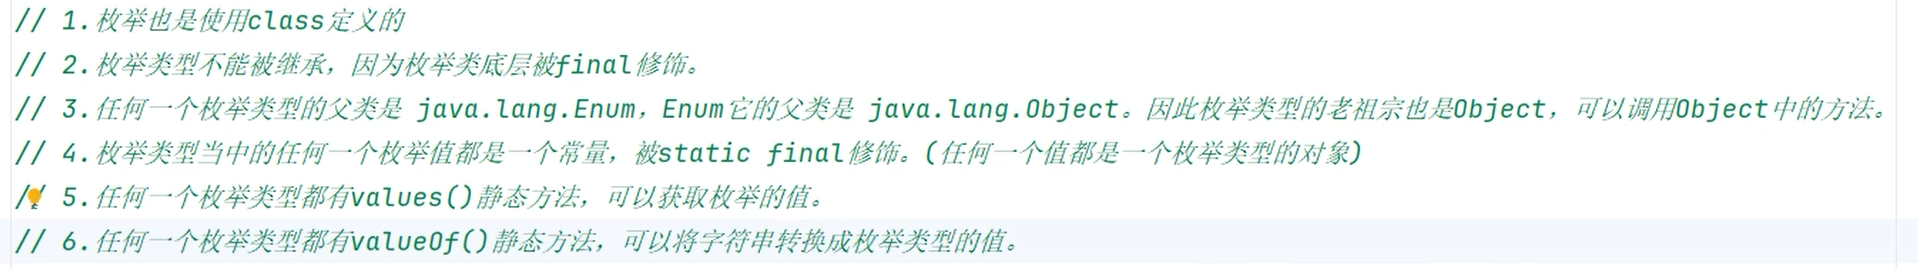 // 1.枚举也是使用class定义的
// 2.枚举类型不能被继承，因为枚举类底层被final修饰。
// 3.任何一个枚举类型的父类是 java.lang.Enum，Enum它的父类是 java.lang.Object。因此枚举类型的老祖宗也是Object，可以调用Object中的方法。
// 4.枚举类型当中的任何一个枚举值都是一个常量，被static final修饰。(任何一个值都是一个枚举类型的对象)
// 5.任何一个枚举类型都有values()静态方法，可以获取枚举的值。
// 6.任何一个枚举类型都有valueOf()静态方法，可以将字符串转换成枚举类型的值。